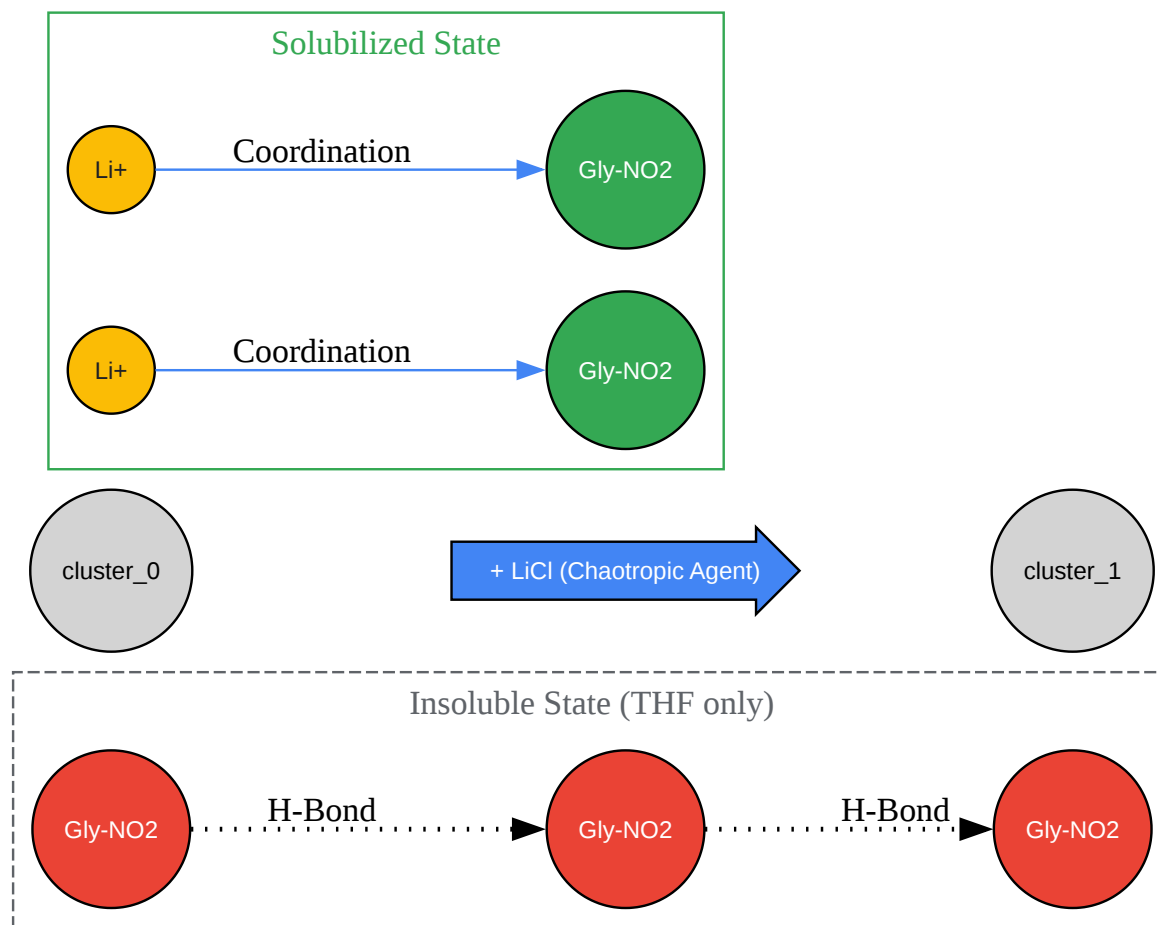 Solubilized State
Li+
Coordination
Gly-NO2
Li+
Coordination
Gly-NO2
cluster_0
+ LiCl (Chaotropic Agent)
cluster_1
Insoluble State (THF only)
Gly-NO2
H-Bond
Gly-NO2
H-Bond
Gly-NO2